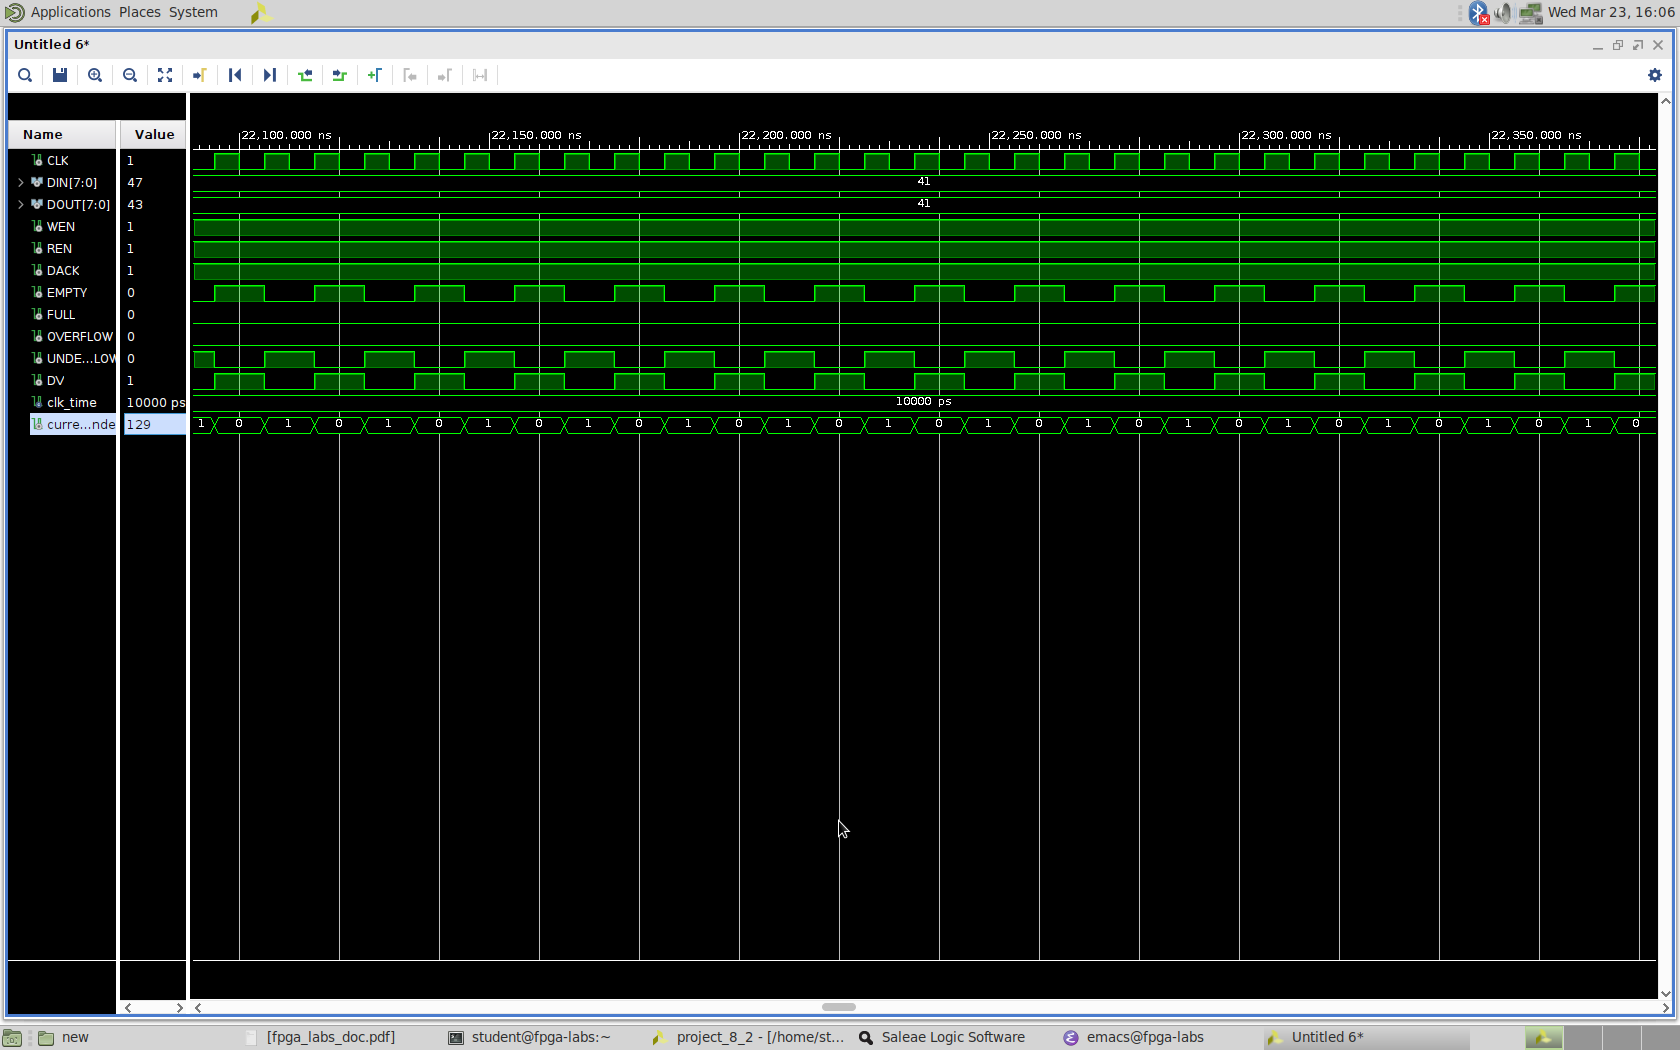 Applications Places System Wed Mar 23, 16:06
Untitled 6*
Name Value
22,100.000 ns 22,150.000 ns 22,200.000 ns 22,250.000 ns 22,300.000 ns 22,350.000 ns
CLK 1
DIN[7:0] 47 41
DOUT[7:0] 43 41
WEN 1
REN 1
DACK 1
EMPTY 0
FULL 0
OVERFLOW 0
UNDE...LOW 0
DV 1
clk_time 10000 ps 10000 ps
curre...nde 129 1 0 1 0 1 0 1 0 1 0 1 0 1 0 1 0 1 0 1 0 1 0 1 0 1 0 1 0 1 0
new [fpga_labs_doc.pdf] student@fpga-labs:~ project_8_2 - [/home/st... Saleae Logic Software emacs@fpga-labs Untitled 6*